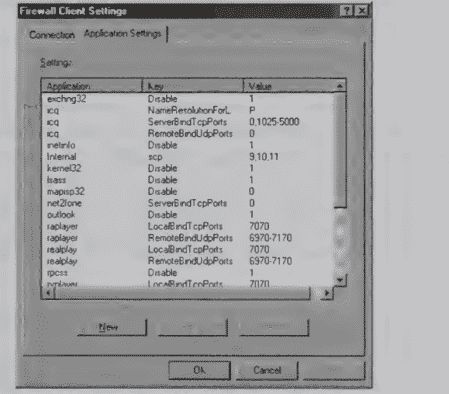 Firewall Client Settings
Connection Application Settings
Settings
Application Key Value
exchng32 Disable 1
icq NameResolutionForL P
icq ServerBindTcpPorts 0,1025-5000
icq RemoteBindUdpPorts 0
inetinfo Disable 1
Internal scp 9,10,11
kernel32 Disable 1
lsass Disable 1
mapisp32 Disable 0
net2fone ServerBindTcpPorts 0
outlook Disable 1
raplayer LocalBindTcpPorts 7070
raplayer RemoteBindUdpPorts 6970-7170
realplay LocalBindTcpPorts 7070
realplay RemoteBindUdpPorts 6970-7170
rpcss Disable 1
rvplayer LocalBindTcpPorts 7070
New
Ok Cancel